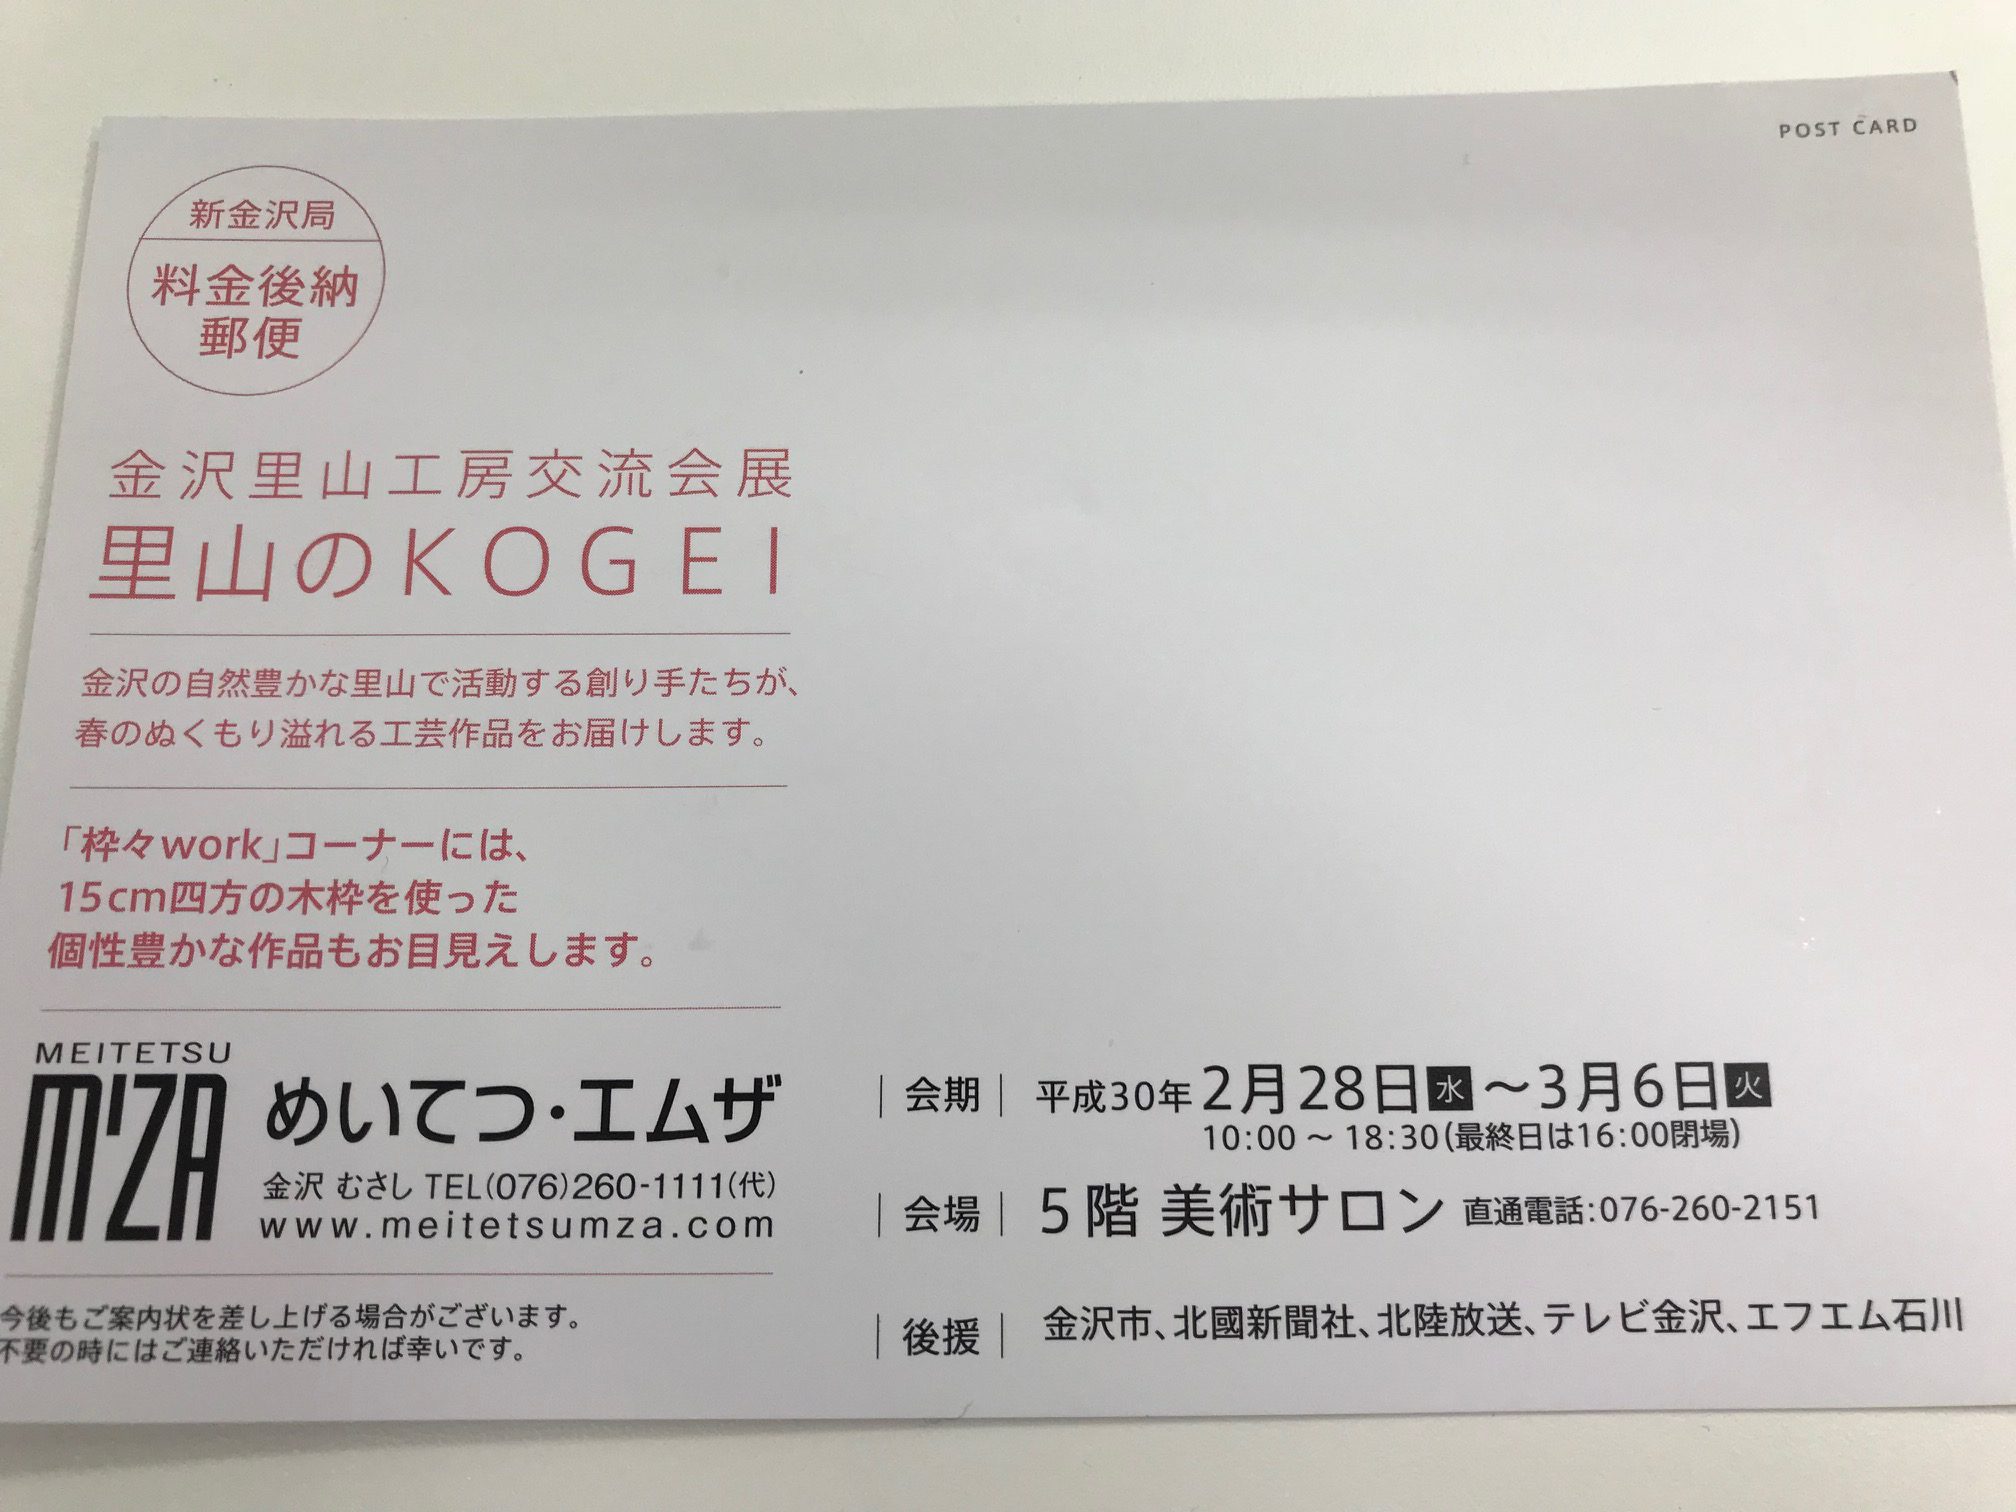 POST CARD
新金沢局
料金後納
郵便
金沢里山工房交流会展
里山のKOGEI
金沢の自然豊かな里山で活動する創り手たちが、
春のぬくもり溢れる工芸作品をお届けします。
「枠々work」コーナーには、
15cm四方の木枠を使った
個性豊かな作品もお目見えします。
MEITETSU
M'ZA
めいてつ・エムザ
金沢 むさし TEL(076)260-1111(代)
www.meitetsumza.com
今後もご案内状を差し上げる場合がございます。
不要の時にはご連絡いただければ幸いです。
|会期| 平成30年2月28日水～3月6日火
10:00～18:30(最終日は16:00閉場)
|会場| 5階 美術サロン 直通電話:076-260-2151
|後援| 金沢市、北國新聞社、北陸放送、テレビ金沢、エフエム石川